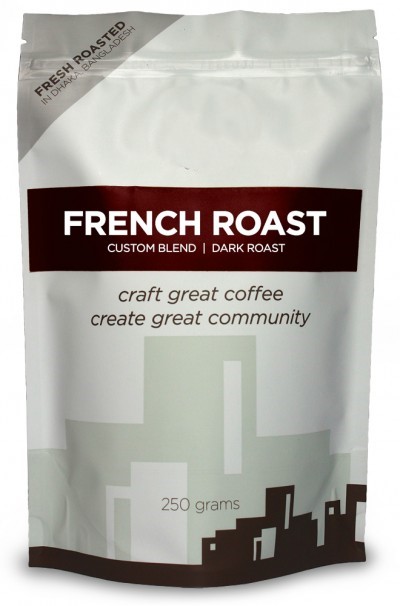 FRESH ROASTED
IN DHAKA, BANGLADESH
FRENCH ROAST
CUSTOM BLEND | DARK ROAST
craft great coffee
create great community
250 grams